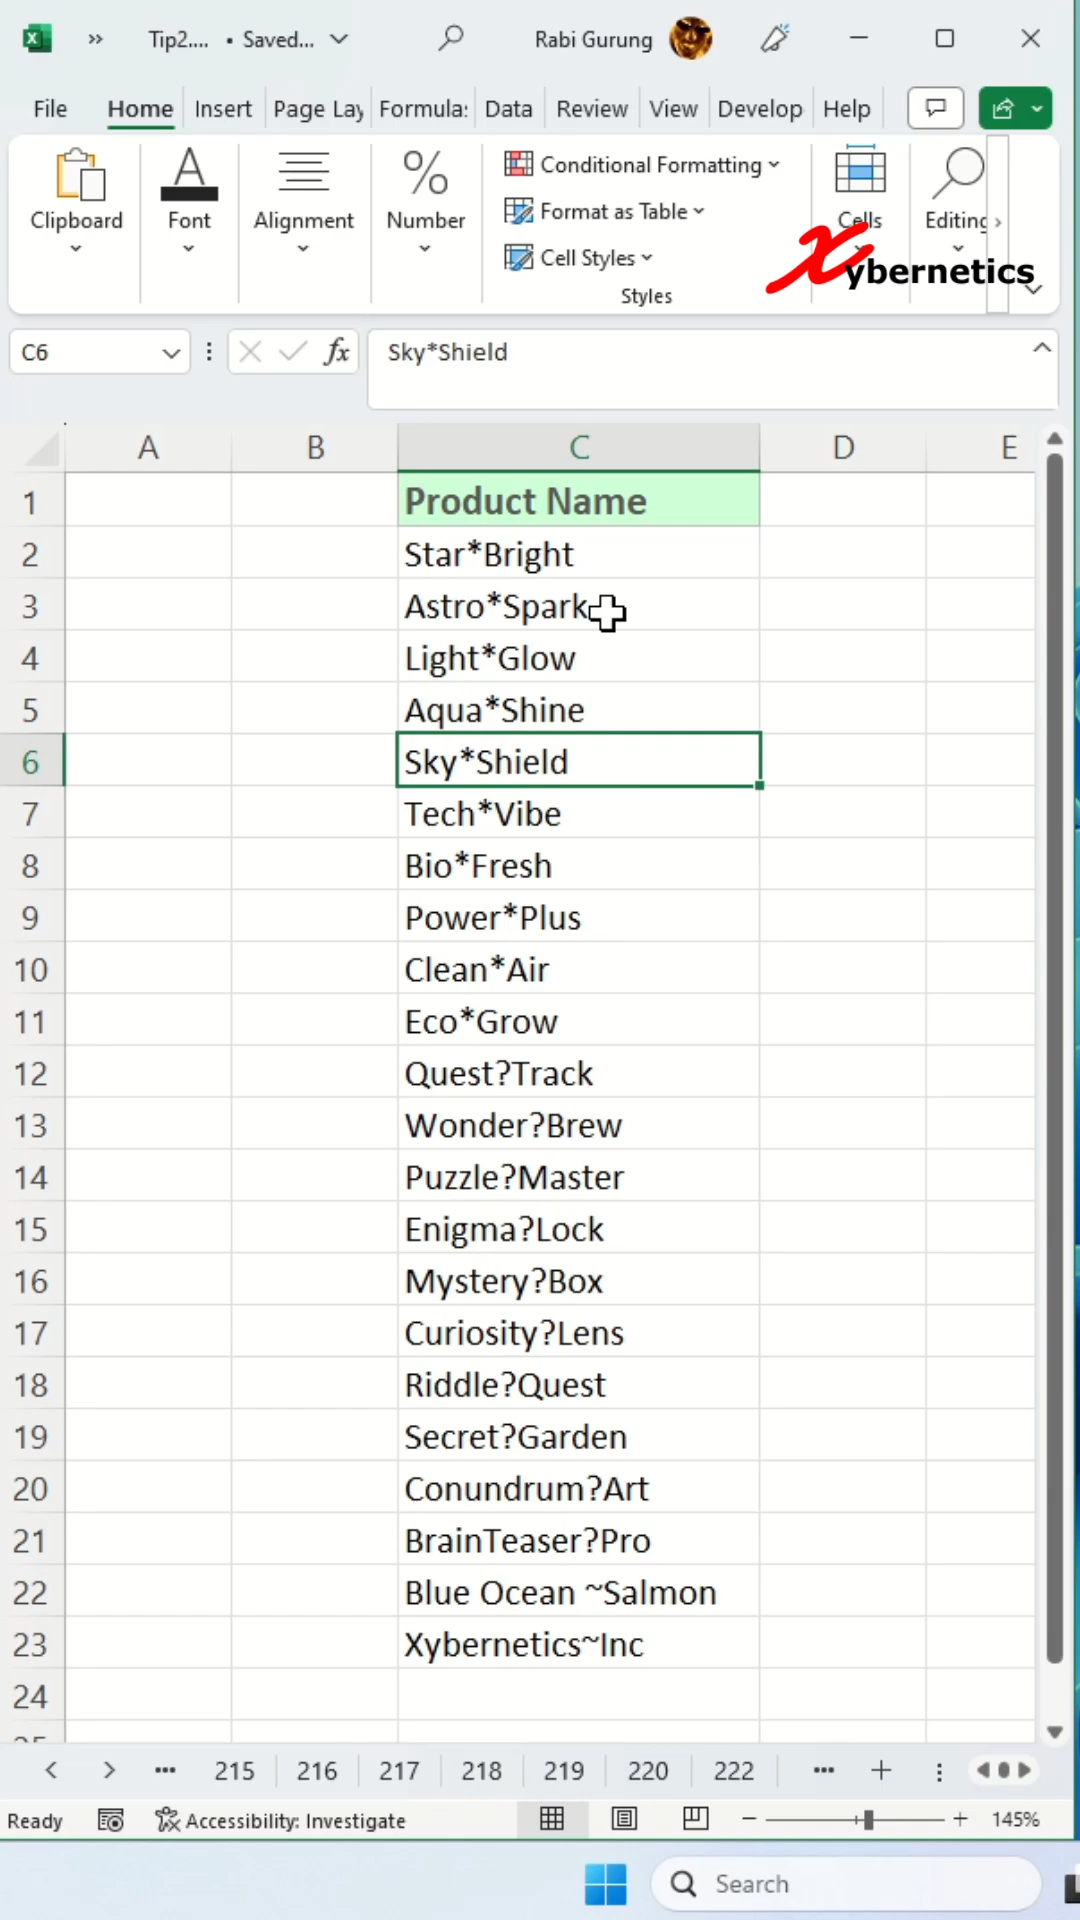 Tip2.... • Saved... Rabi Gurung
File Home Insert Page Lay Formula: Data Review View Develop Help
Clipboard Font Alignment Number Conditional Formatting Format as Table Cell Styles Styles Cells Editing
Xybernetics
C6 fx Sky*Shield
A B C D E
1 Product Name
2 Star*Bright
3 Astro*Spark
4 Light*Glow
5 Aqua*Shine
6 Sky*Shield
7 Tech*Vibe
8 Bio*Fresh
9 Power*Plus
10 Clean*Air
11 Eco*Grow
12 Quest?Track
13 Wonder?Brew
14 Puzzle?Master
15 Enigma?Lock
16 Mystery?Box
17 Curiosity?Lens
18 Riddle?Quest
19 Secret?Garden
20 Conundrum?Art
21 BrainTeaser?Pro
22 Blue Ocean ~Salmon
23 Xybernetics~Inc
24
215 216 217 218 219 220 222
Ready Accessibility: Investigate 145%
Search